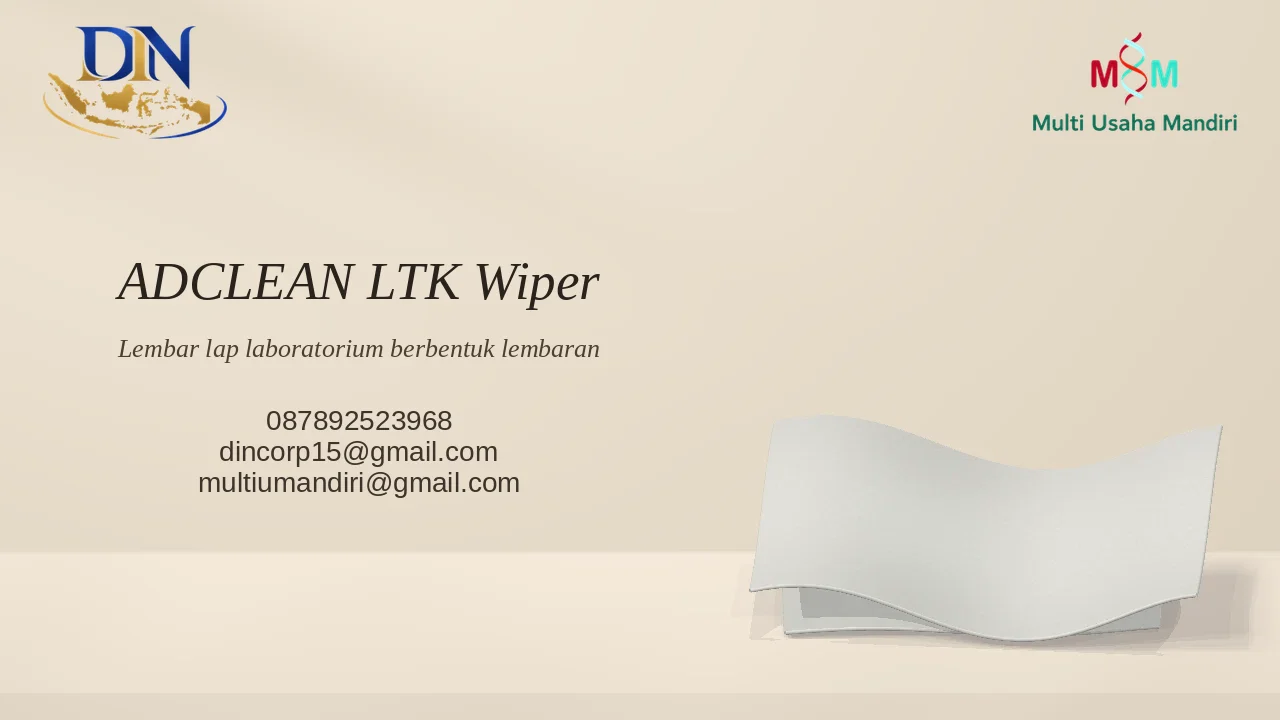 DIN
MSM
Multi Usaha Mandiri
ADCLEAN LTK Wiper
Lembar lap laboratorium berbentuk lembaran
087892523968
dincorp15@gmail.com
multiumandiri@gmail.com